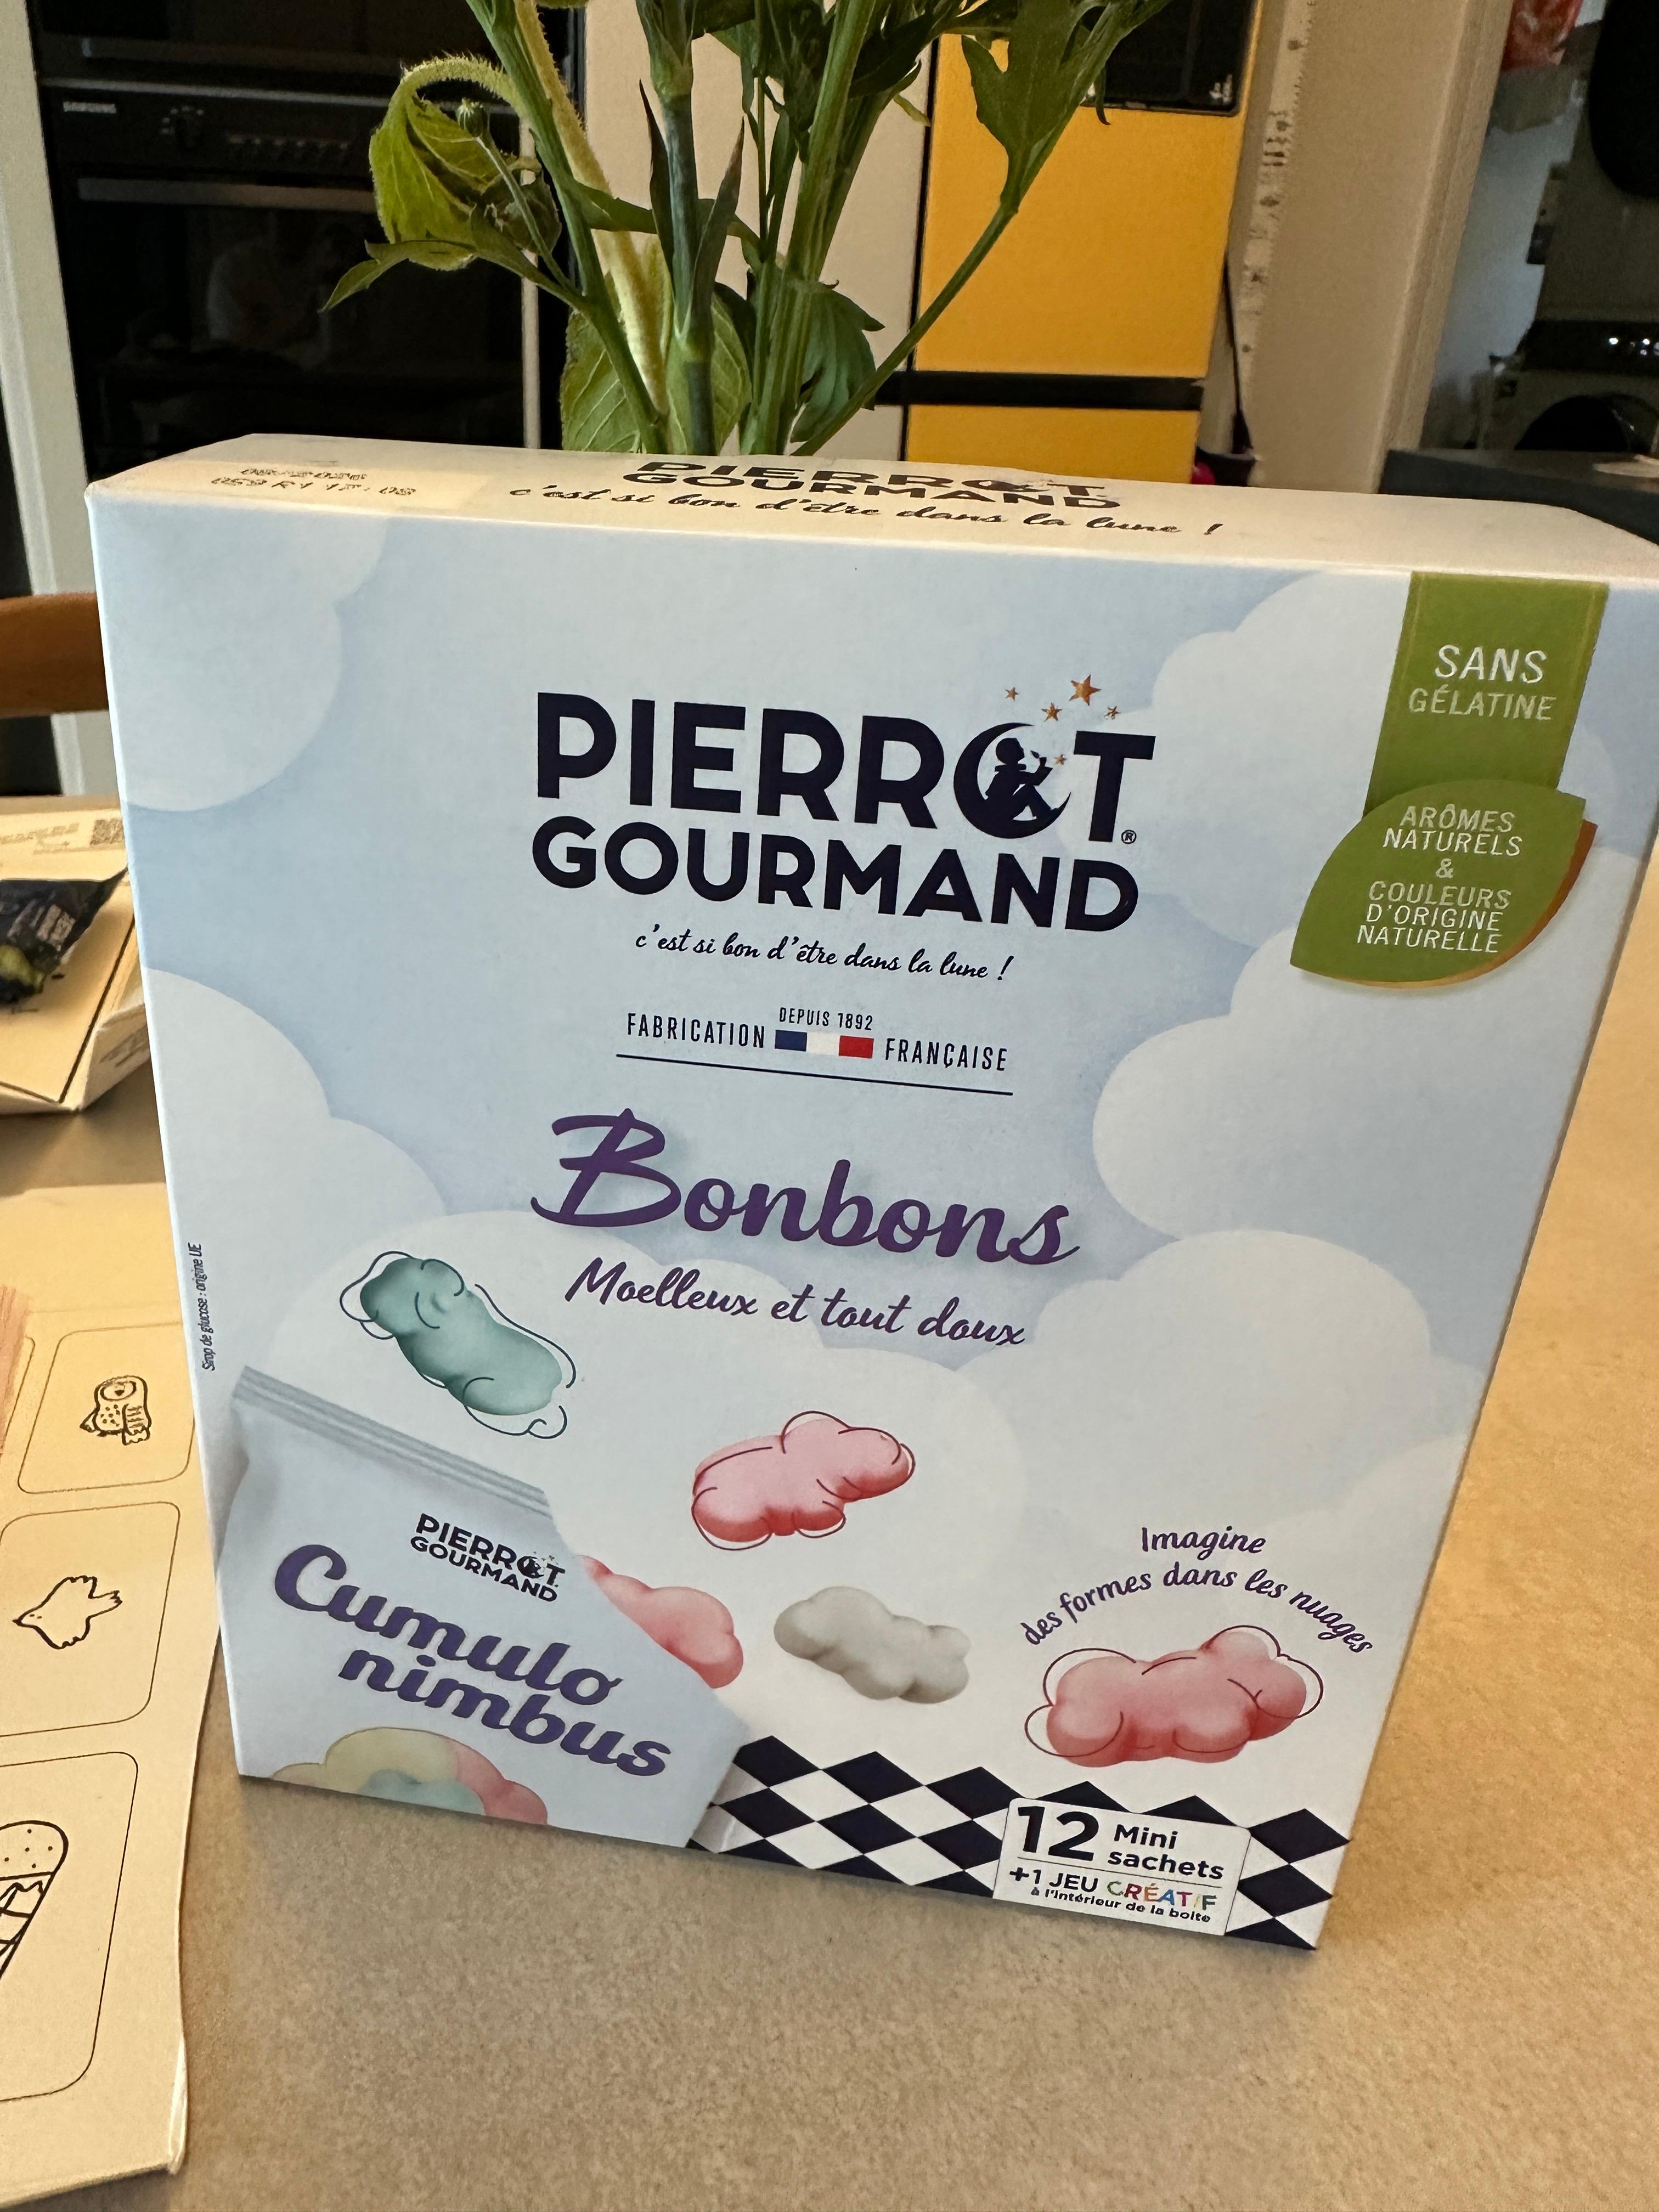 SAMSUNG
PIERROT
GOURMAND
c'est si bon d'être dans la lune !
SANS
GÉLATINE
ARÔMES
NATURELS
&
COULEURS
D'ORIGINE
NATURELLE
PIERROT
GOURMAND
®
c'est si bon d'être dans la lune !
DEPUIS 1892
FABRICATION FRANÇAISE
Bonbons
Moelleux et tout doux
Sirop de glucose : origine UE
PIERROT
GOURMAND
Cumulo
nimbus
Imagine
des formes dans les nuages
12 Mini
sachets
+1 JEU CRÉATIF
à l'intérieur de la boîte